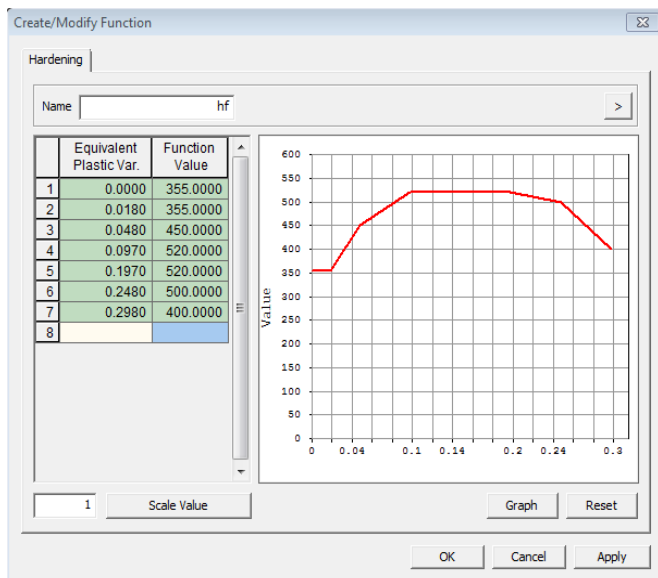 Create/Modify Function
Hardening
Name hf >
Equivalent Plastic Var. Function Value
1 0.0000 355.0000
2 0.0180 355.0000
3 0.0480 450.0000
4 0.0970 520.0000
5 0.1970 520.0000
6 0.2480 500.0000
7 0.2980 400.0000
8
600
550
500
450
400
350
300
250
200
150
100
50
0
Value
0 0.04 0.1 0.14 0.2 0.24 0.3
1 Scale Value Graph Reset
OK Cancel Apply